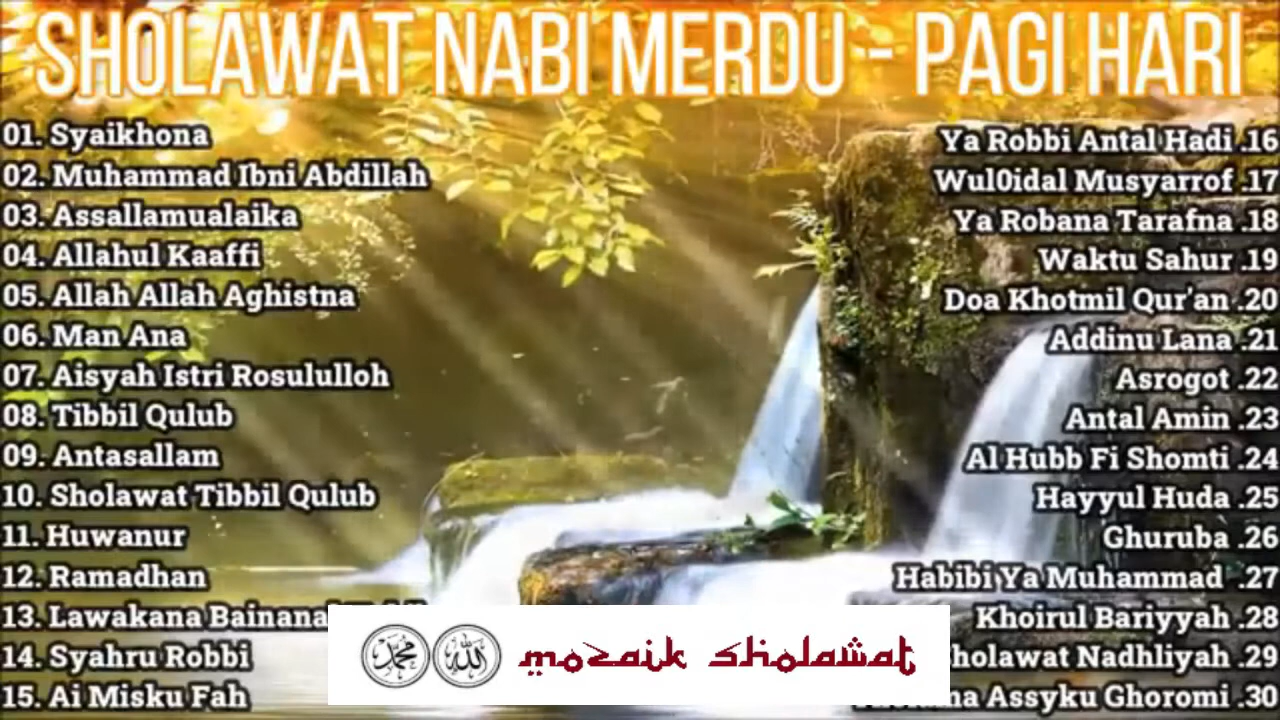 SHOLAWAT NABI MERDU - PAGI HARI
01. Syaikhona
02. Muhammad Ibni Abdillah
03. Assallamualaika
04. Allahul Kaaffi
05. Allah Allah Aghistna
06. Man Ana
07. Aisyah Istri Rosululloh
08. Tibbil Qulub
09. Antasallam
10. Sholawat Tibbil Qulub
11. Huwanur
12. Ramadhan
13. Lawakana Bainana
14. Syahru Robbi
15. Ai Misku Fah
Ya Robbi Antal Hadi .16
Wul0idal Musyarrof .17
Ya Robana Tarafna .18
Waktu Sahur .19
Doa Khotmil Qur'an .20
Addinu Lana .21
Asrogot .22
Antal Amin .23
Al Hubb Fi Shomti .24
Hayyul Huda .25
Ghuruba .26
Habibi Ya Muhammad .27
Khoirul Bariyyah .28
Sholawat Nadhliyah .29
Assyku Ghoromi .30
محمد
الله
mozaik sholawat